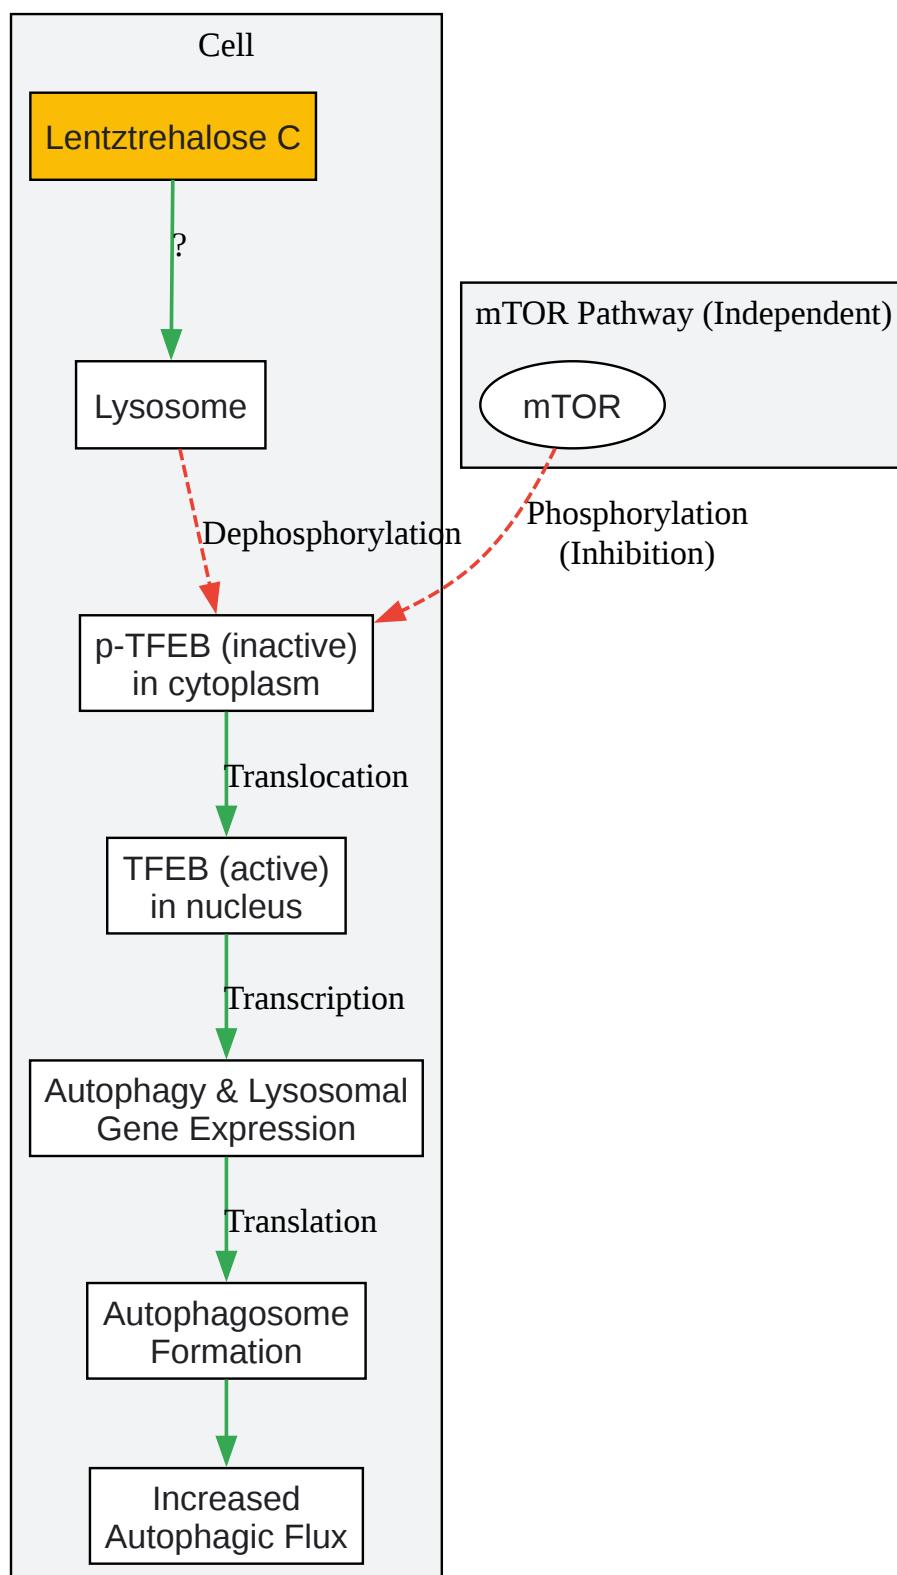 Cell
Lentztrehalose C
?
mTOR Pathway (Independent)
mTOR
Lysosome
Dephosphorylation
Phosphorylation
(Inhibition)
p-TFEB (inactive)
in cytoplasm
Translocation
TFEB (active)
in nucleus
Transcription
Autophagy & Lysosomal
Gene Expression
Translation
Autophagosome
Formation
Increased
Autophagic Flux